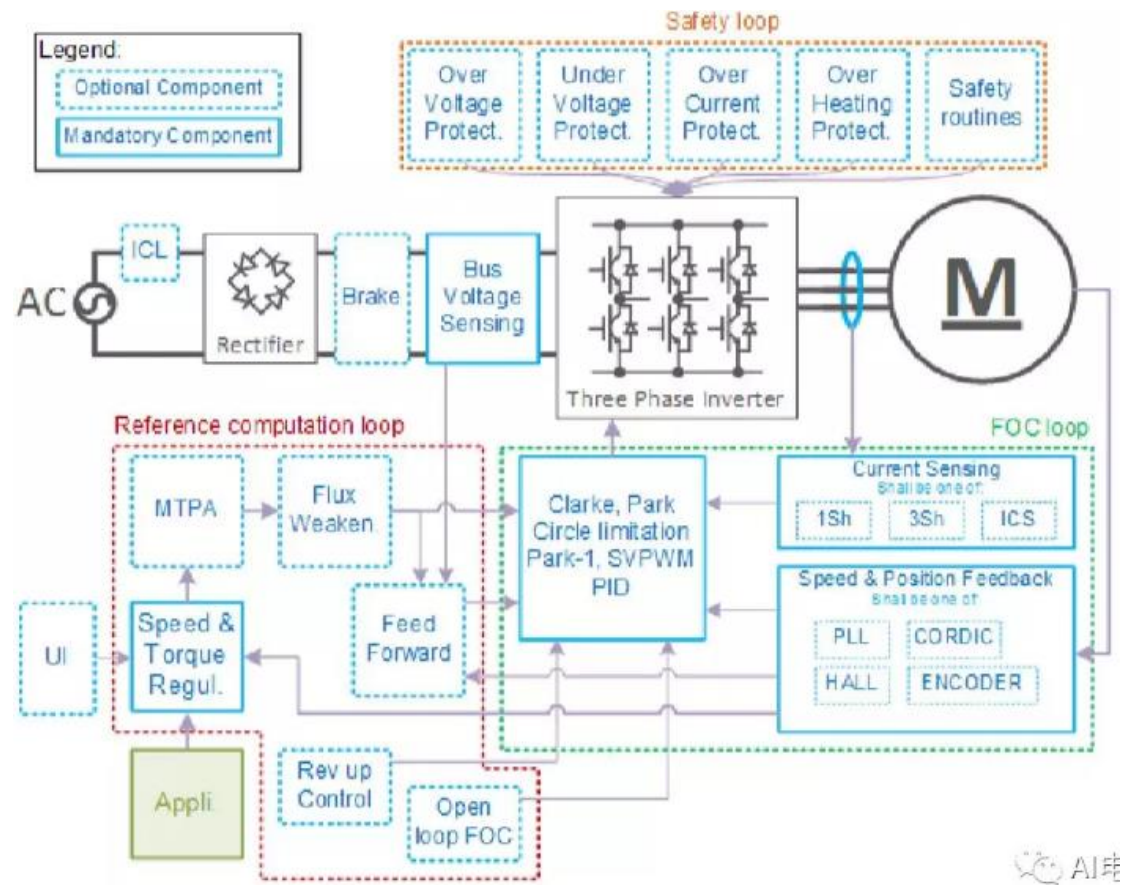 Safety loop
Legend:
Optional Component
Mandatory Component
Over
Voltage
Protect.
Under
Voltage
Protect.
Over
Current
Protect.
Over
Heating
Protect.
Safety
routines
AC
ICL
Rectifier
Brake
Bus
Voltage
Sensing
Three Phase Inverter
M
Reference computation loop
FOC loop
MTPA
Flux
Weaken.
Clarke, Park
Circle limitation
Park-1, SVPWM
PID
Current Sensing
Shall be one of:
1Sh
3Sh
ICS
Speed & Position Feedback
Shall be one of:
PLL
CORDIC
HALL
ENCODER
UI
Speed &
Torque
Regul.
Feed
Forward
Appli.
Rev up
Control
Open
loop FOC
AI电